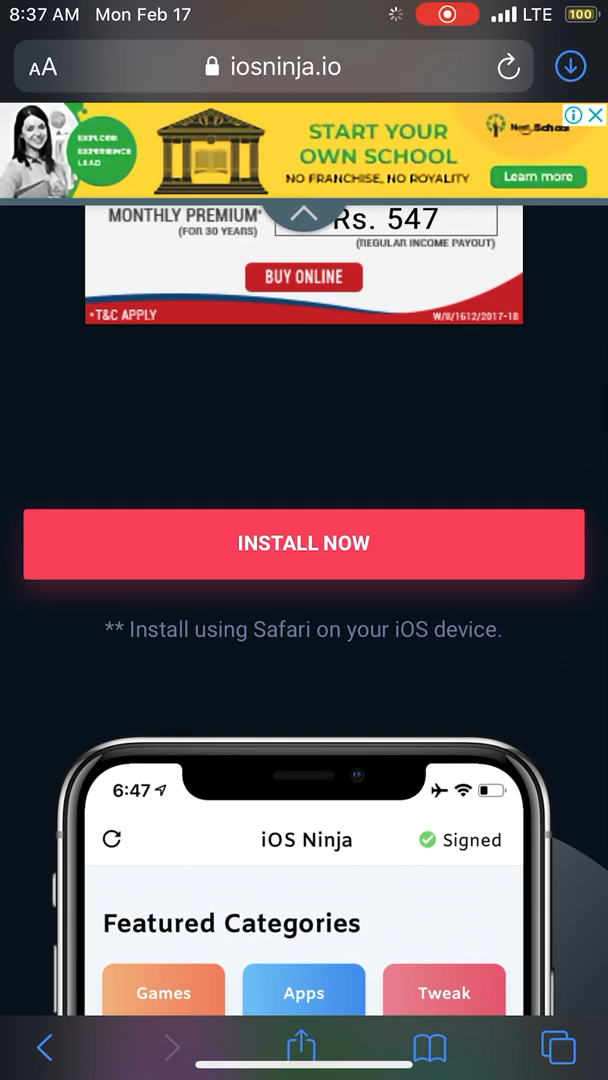 8:37 AM Mon Feb 17 LTE 100
AA iosninja.io
EXPLORE
EXPERIENCE
LEAD
START YOUR
OWN SCHOOL
NO FRANCHISE, NO ROYALITY
Learn more
MONTHLY PREMIUM*
(FOR 30 YEARS)
Rs. 547
(REGULAR INCOME PAYOUT)
BUY ONLINE
*T&C APPLY
W/II/1612/2017-18
INSTALL NOW
** Install using Safari on your iOS device.
6:47
iOS Ninja Signed
Featured Categories
Games Apps Tweak